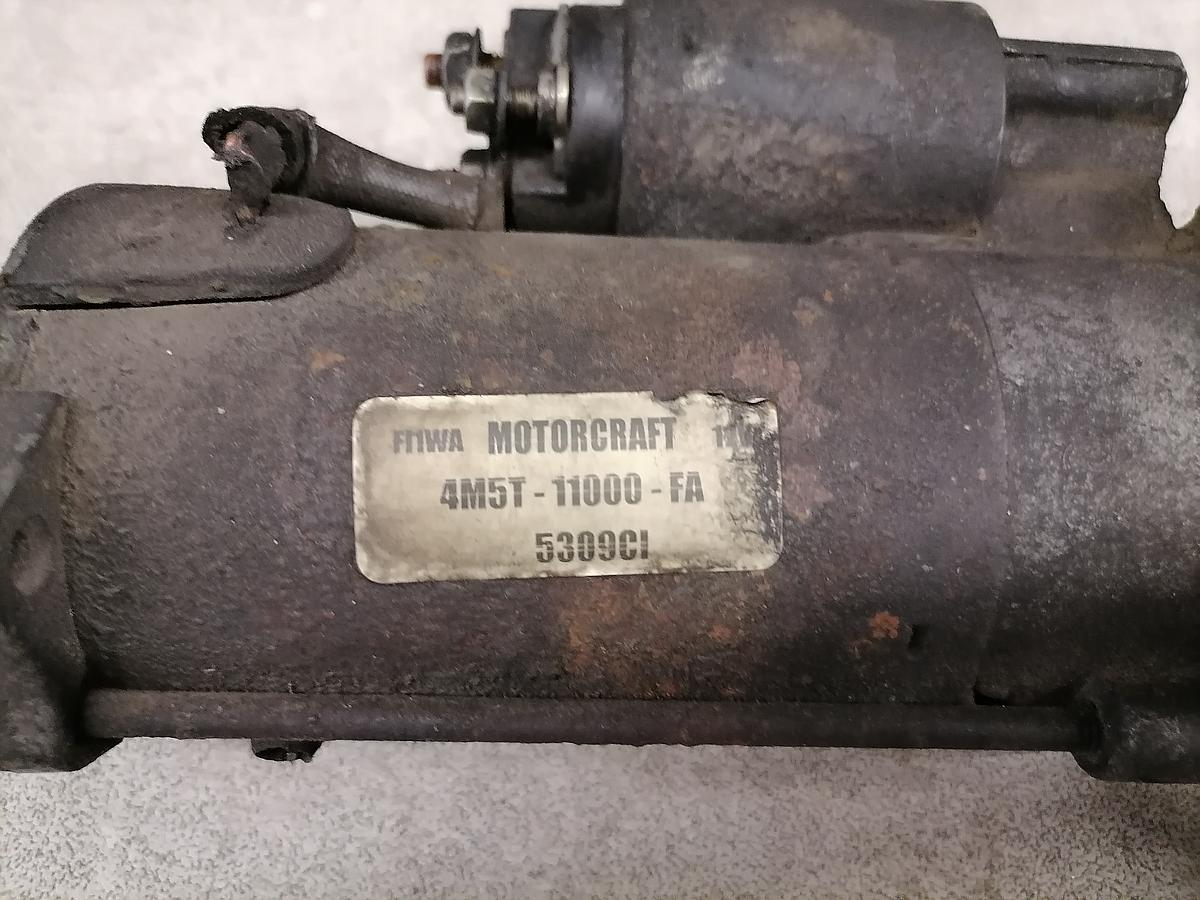 FI1WA MOTORCRAFT
4M5T - 11000 - FA
5309CI